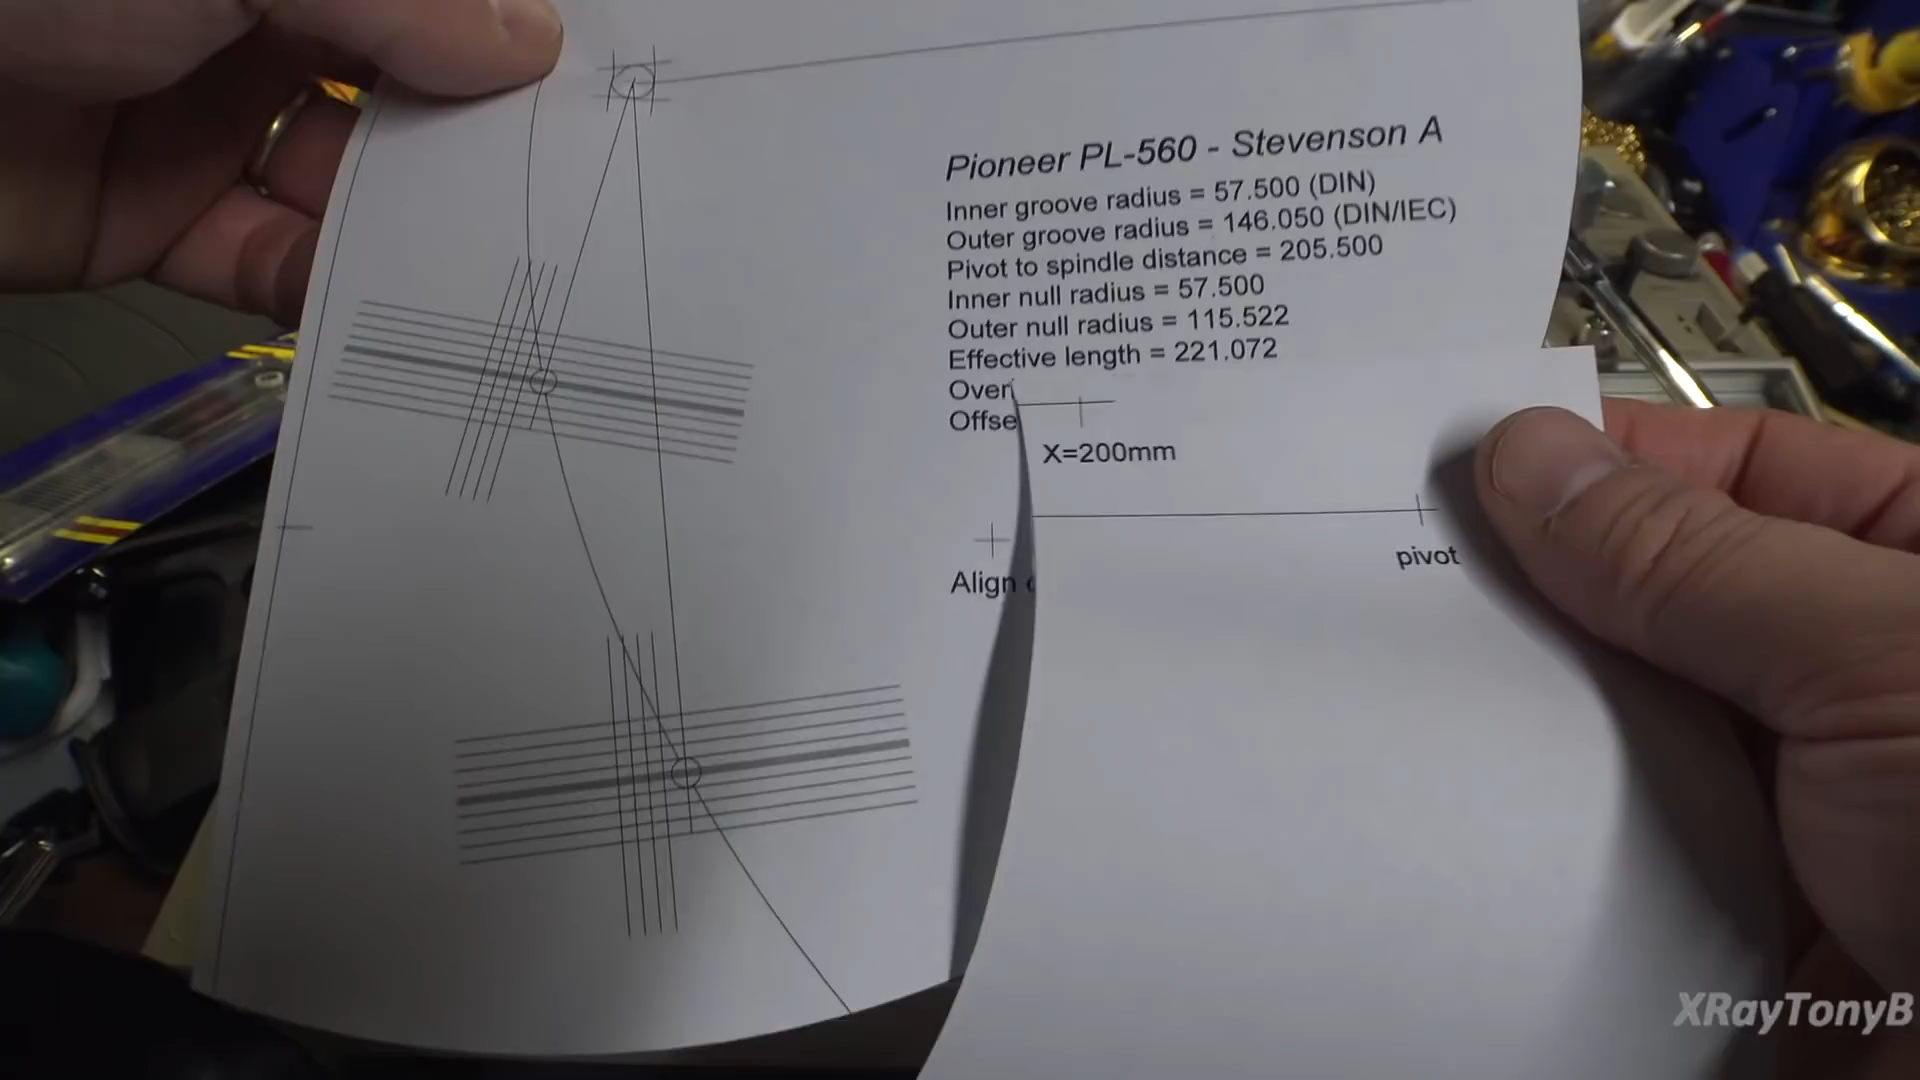 Pioneer PL-560 - Stevenson A
Inner groove radius = 57.500 (DIN)
Outer groove radius = 146.050 (DIN/IEC)
Pivot to spindle distance = 205.500
Inner null radius = 57.500
Outer null radius = 115.522
Effective length = 221.072
Over
Offse
X=200mm
pivot
Align
XRayTonyB